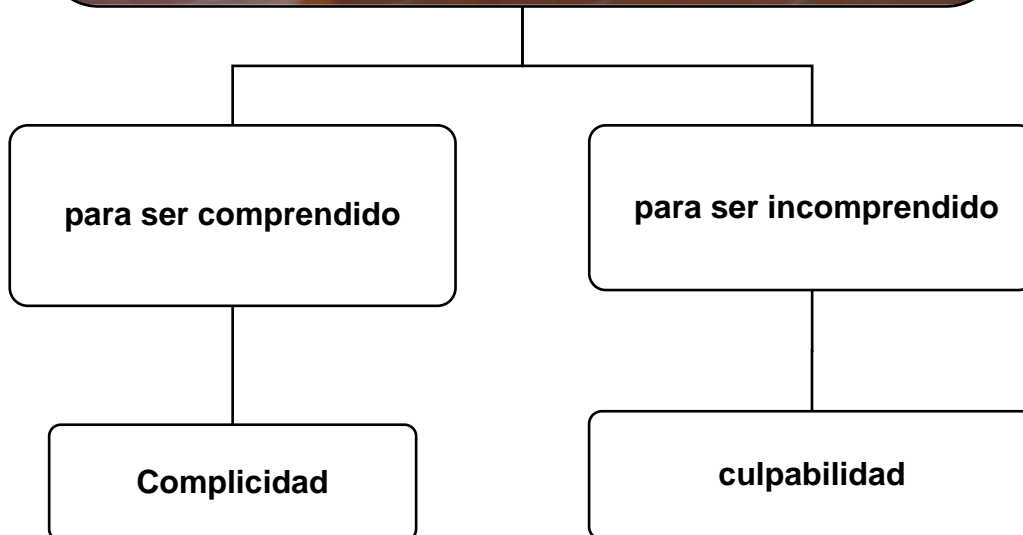 para ser comprendido
para ser incomprendido
Complicidad
culpabilidad